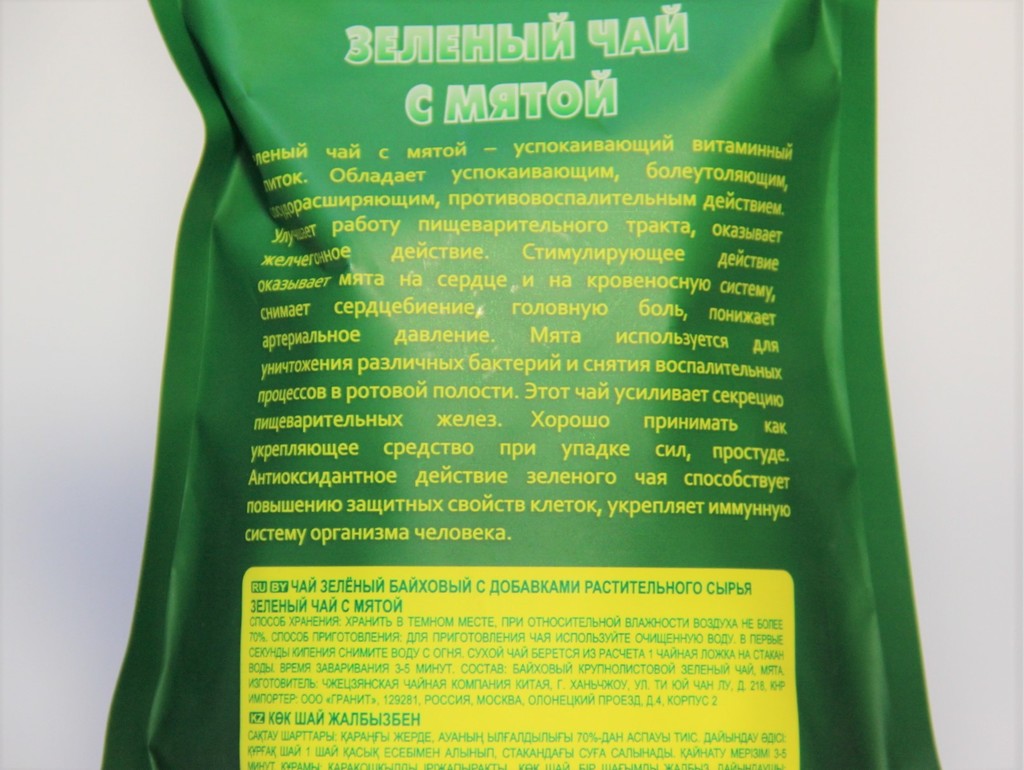 ЗЕЛЕНЫЙ ЧАЙ
С МЯТОЙ
леный чай с мятой – успокаивающий витаминный
питок. Обладает успокаивающим, болеутоляющим,
сосудорасширяющим, противовоспалительным действием.
Улучшает работу пищеварительного тракта, оказывает
желчегонное действие. Стимулирующее действие
оказывает мята на сердце и на кровеносную систему,
снимает сердцебиение, головную боль, понижает
артериальное давление. Мята используется для
уничтожения различных бактерий и снятия воспалительных
процессов в ротовой полости. Этот чай усиливает секрецию
пищеварительных желез. Хорошо принимать как
укрепляющее средство при упадке сил, простуде.
Антиоксидантное действие зеленого чая способствует
повышению защитных свойств клеток, укрепляет иммунную
систему организма человека.
RU BY ЧАЙ ЗЕЛЁНЫЙ БАЙХОВЫЙ С ДОБАВКАМИ РАСТИТЕЛЬНОГО СЫРЬЯ
ЗЕЛЕНЫЙ ЧАЙ С МЯТОЙ
СПОСОБ ХРАНЕНИЯ: ХРАНИТЬ В ТЕМНОМ МЕСТЕ, ПРИ ОТНОСИТЕЛЬНОЙ ВЛАЖНОСТИ ВОЗДУХА НЕ БОЛЕЕ
70%. СПОСОБ ПРИГОТОВЛЕНИЯ: ДЛЯ ПРИГОТОВЛЕНИЯ ЧАЯ ИСПОЛЬЗУЙТЕ ОЧИЩЕННУЮ ВОДУ. В ПЕРВЫЕ
СЕКУНДЫ КИПЕНИЯ СНИМИТЕ ВОДУ С ОГНЯ. СУХОЙ ЧАЙ БЕРЕТСЯ ИЗ РАСЧЕТА 1 ЧАЙНАЯ ЛОЖКА НА СТАКАН
ВОДЫ. ВРЕМЯ ЗАВАРИВАНИЯ 3-5 МИНУТ. СОСТАВ: БАЙХОВЫЙ КРУПНОЛИСТОВОЙ ЗЕЛЕНЫЙ ЧАЙ, МЯТА.
ИЗГОТОВИТЕЛЬ: ЧЖЕЦЗЯНСКАЯ ЧАЙНАЯ КОМПАНИЯ КИТАЯ, Г. ХАНЬЧЖОУ, УЛ. ТИ ЮЙ ЧАН ЛУ, Д. 218, КНР
ИМПОРТЕР: ООО «ГРАНИТ», 129281, РОССИЯ, МОСКВА, ОЛОНЕЦКИЙ ПРОЕЗД, Д.4, КОРПУС 2
KZ КӨК ШАЙ ЖАЛБЫЗБЕН
САҚТАУ ШАРТТАРЫ: ҚАРАҢҒЫ ЖЕРДЕ, АУАНЫҢ ЫЛҒАЛДЫЛЫҒЫ 70%-ДАН АСПАУЫ ТИІС. ДАЙЫНДАУ ӘДІСІ:
ҚҰРҒАҚ ШАЙ 1 ШАЙ ҚАСЫҚ ЕСЕБІМЕН АЛЫНЫП, СТАКАНДАҒЫ СУҒА САЛЫНАДЫ. ҚАЙНАТУ МЕРЗІМІ 3-5
МИНУТ. ҚҰРАМЫ: КӨК ШАЙ, БІР ЖАЛБЫЗ.